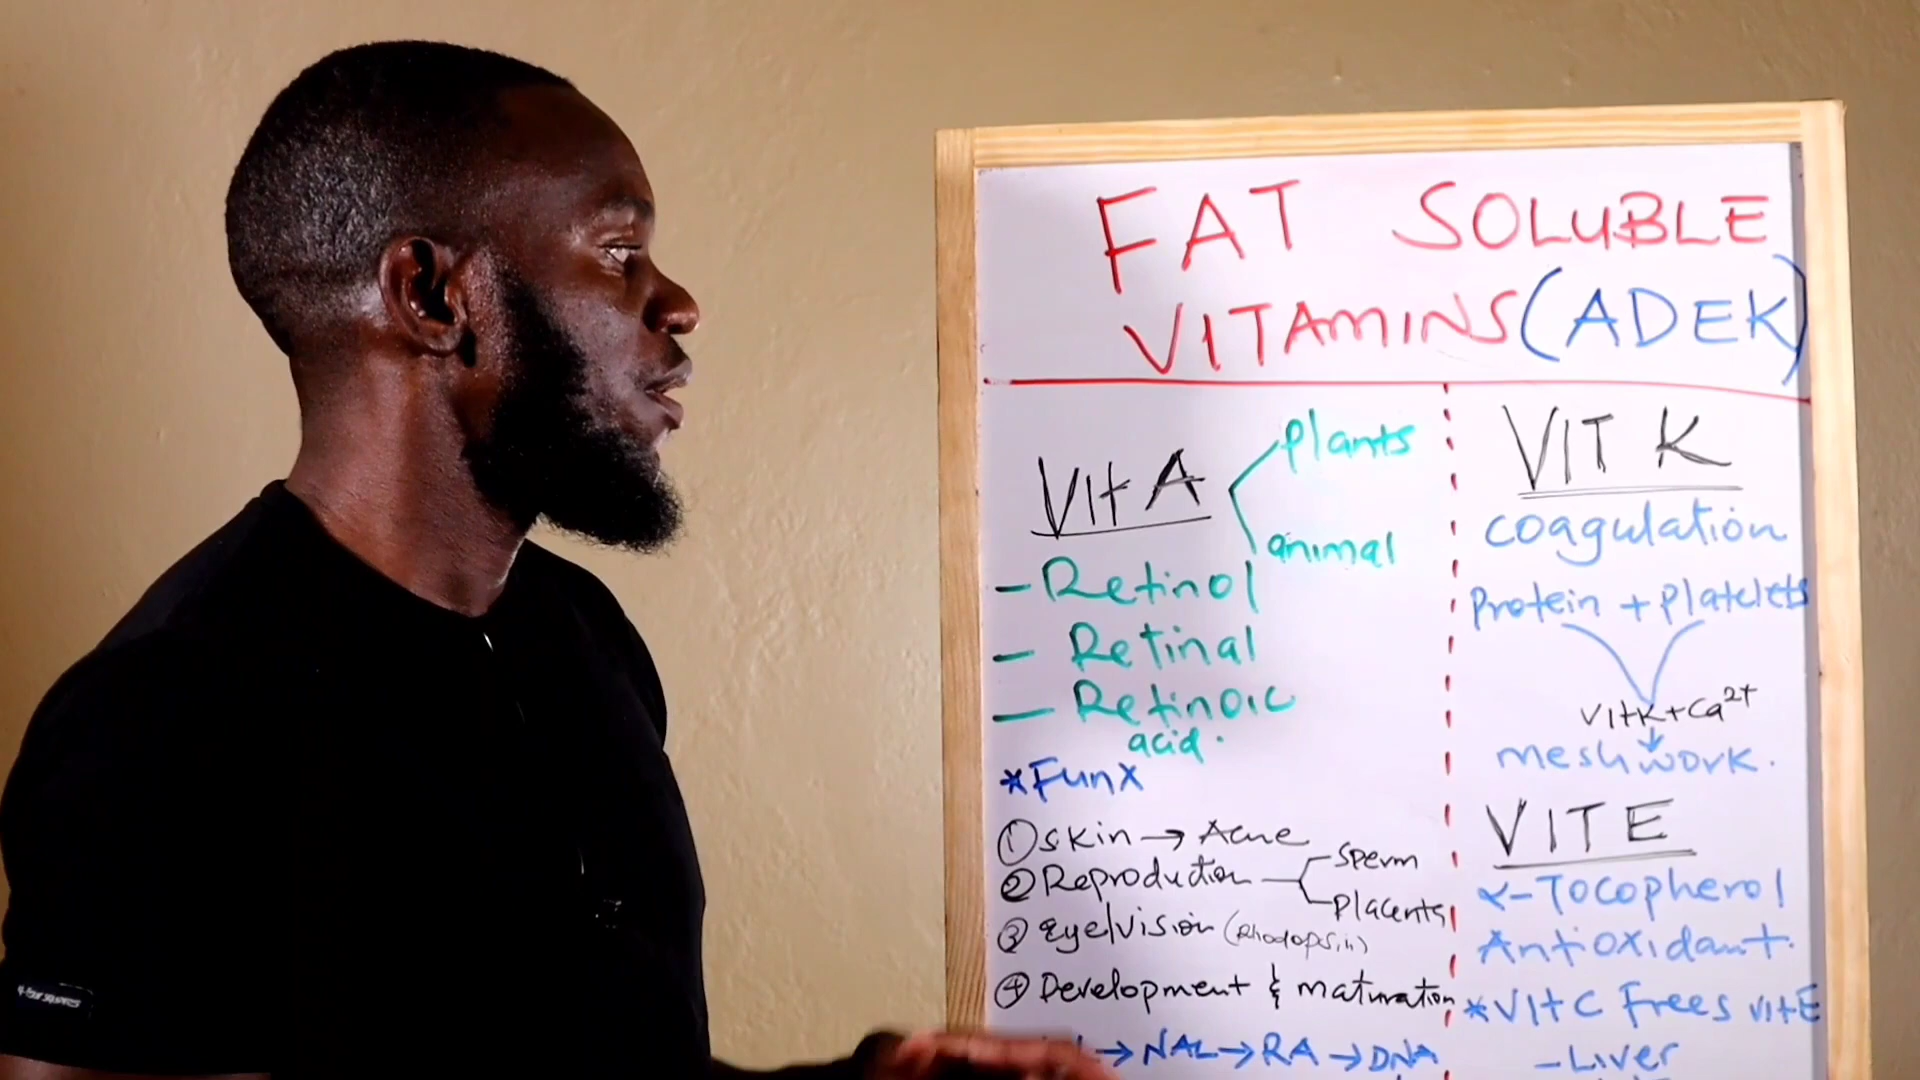 FAT SOLUBLE
VITAMINS (ADEK)
Vit A
plants
animal
- Retinol
- Retinal
- Retinoic
acid.
*Funx
① skin → Acne
② Reproduction
sperm
placenta
③ Eye/vision (Rhodopsin)
④ Development & maturation
→ NAL → RA → DNA
VIT K
coagulation
Protein + platelets
VitK + Ca2+
meshwork.
VIT E
α-Tocopherol
Antioxidant.
*Vit C Frees vitE
- Liver